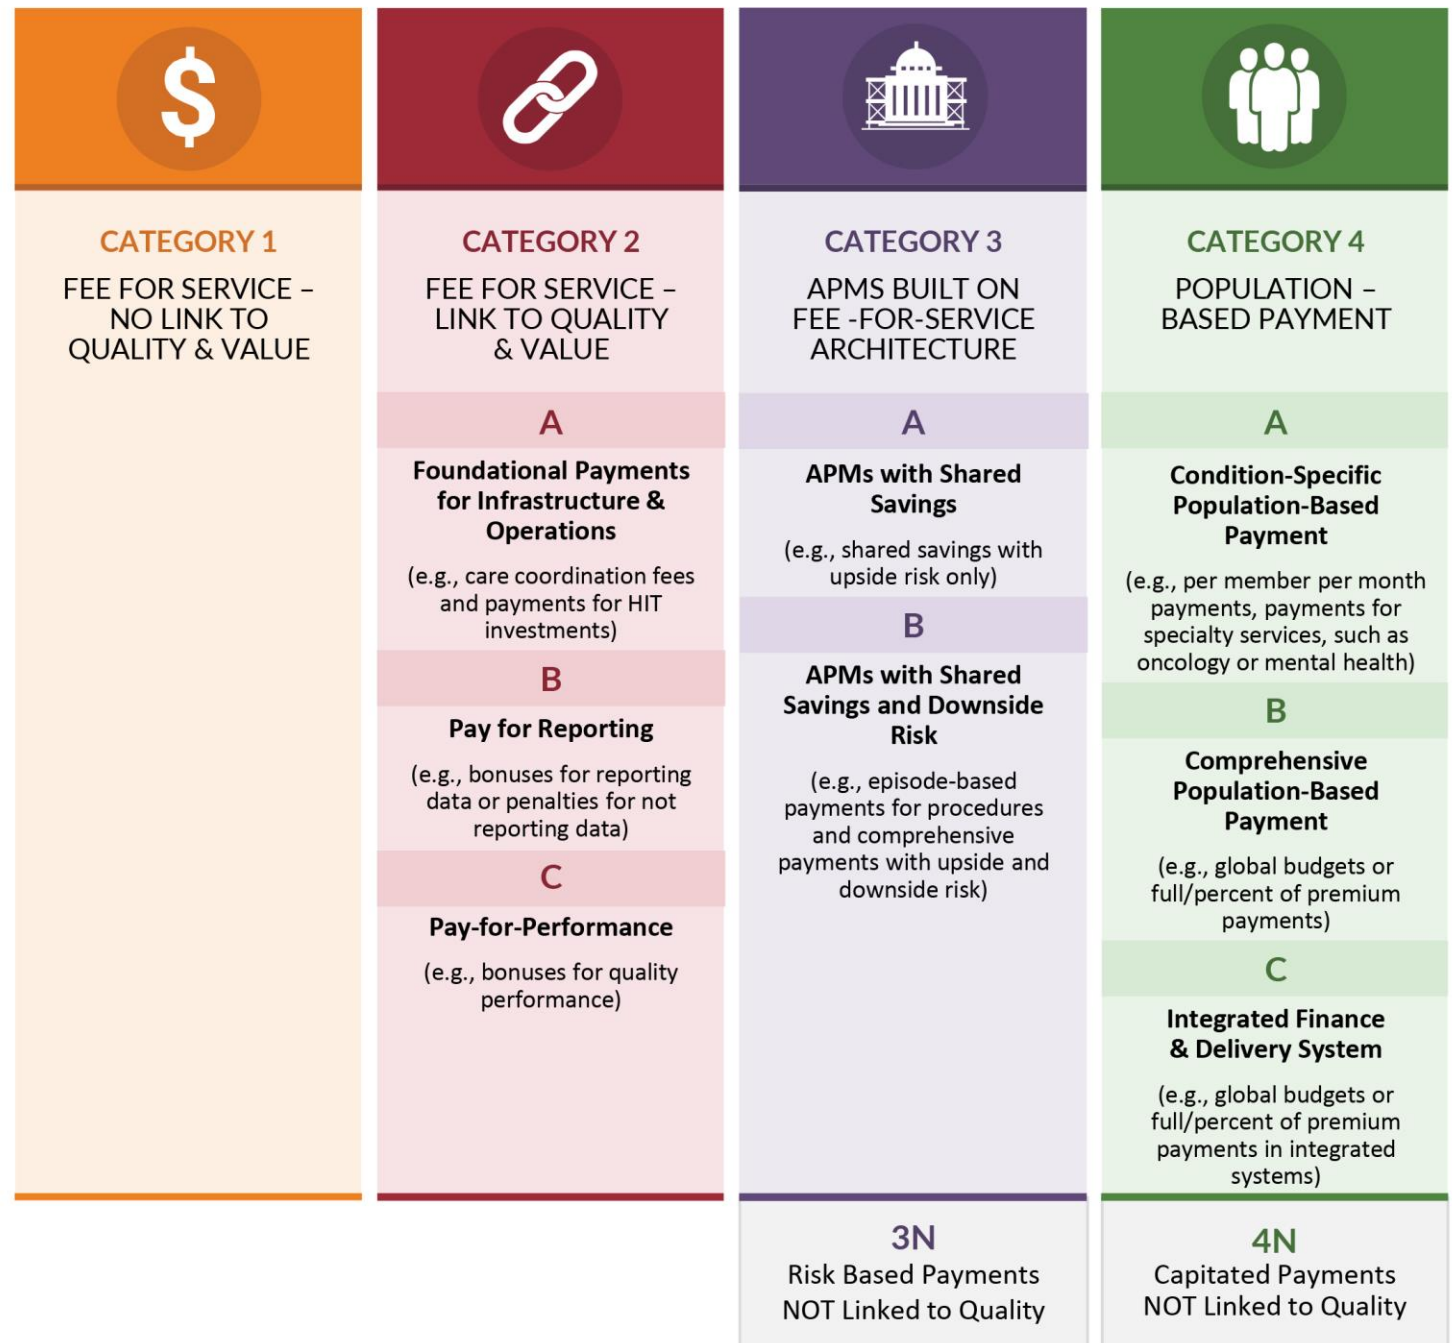 $
CATEGORY 1
FEE FOR SERVICE –
NO LINK TO
QUALITY & VALUE
CATEGORY 2
FEE FOR SERVICE –
LINK TO QUALITY
& VALUE
A
Foundational Payments
for Infrastructure &
Operations
(e.g., care coordination fees
and payments for HIT
investments)
B
Pay for Reporting
(e.g., bonuses for reporting
data or penalties for not
reporting data)
C
Pay-for-Performance
(e.g., bonuses for quality
performance)
CATEGORY 3
APMS BUILT ON
FEE -FOR-SERVICE
ARCHITECTURE
A
APMs with Shared
Savings
(e.g., shared savings with
upside risk only)
B
APMs with Shared
Savings and Downside
Risk
(e.g., episode-based
payments for procedures
and comprehensive
payments with upside and
downside risk)
3N
Risk Based Payments
NOT Linked to Quality
CATEGORY 4
POPULATION –
BASED PAYMENT
A
Condition-Specific
Population-Based
Payment
(e.g., per member per month
payments, payments for
specialty services, such as
oncology or mental health)
B
Comprehensive
Population-Based
Payment
(e.g., global budgets or
full/percent of premium
payments)
C
Integrated Finance
& Delivery System
(e.g., global budgets or
full/percent of premium
payments in integrated
systems)
4N
Capitated Payments
NOT Linked to Quality